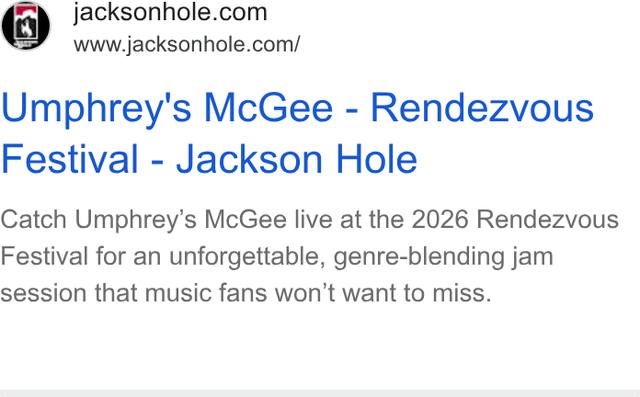 jacksonhole.com
www.jacksonhole.com/
Umphrey's McGee - Rendezvous
Festival - Jackson Hole
Catch Umphrey’s McGee live at the 2026 Rendezvous
Festival for an unforgettable, genre-blending jam
session that music fans won’t want to miss.